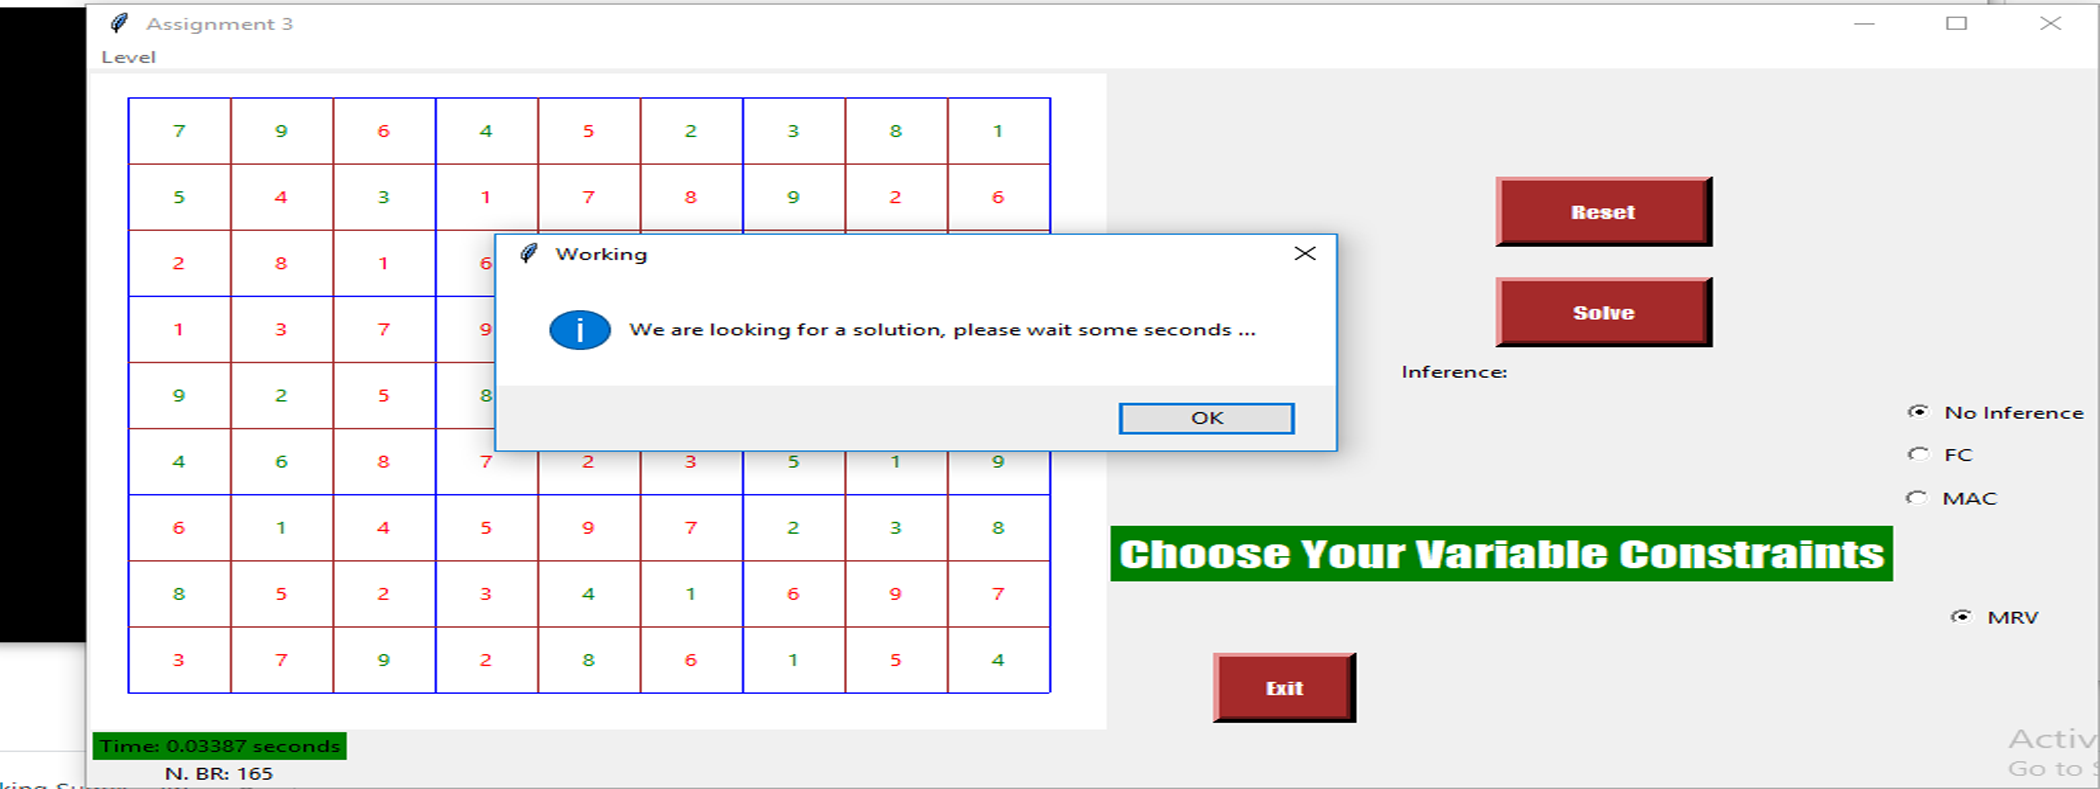 Assignment 3
Level
7 9 6 4 5 2 3 8 1
5 4 3 1 7 8 9 2 6
2 8 1 6
Working
1 3 7 9
We are looking for a solution, please wait some seconds ...
9 2 5 8
OK
4 6 8 7 2 3 5 1 9
6 1 4 5 9 7 2 3 8
8 5 2 3 4 1 6 9 7
3 7 9 2 8 6 1 5 4
Time: 0.03387 seconds
N. BR: 165
Reset
Solve
Inference:
No Inference
FC
MAC
Choose Your Variable Constraints
MRV
Exit
Go to